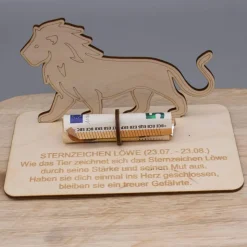 STERNZEICHEN LÖWE (23.07. - 23.08.)
Wie das Tier zeichnet sich das Sternzeichen Löwe
durch seine Stärke und seinen Mut aus.
Haben sie dich einmal ins Herz geschlossen,
bleiben sie ein treuer Gefährte.